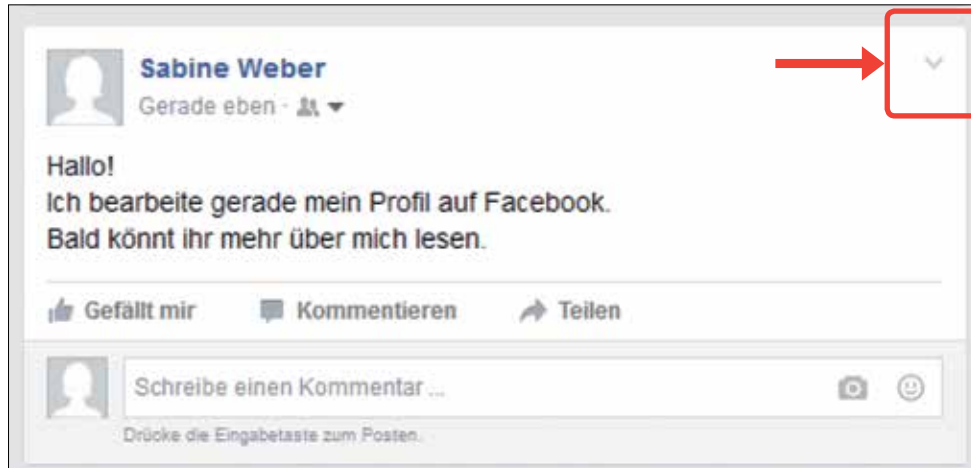 Sabine Weber
Gerade eben ·
Hallo!
Ich bearbeite gerade mein Profil auf Facebook.
Bald könnt ihr mehr über mich lesen.
Gefällt mir Kommentieren Teilen
Schreibe einen Kommentar ...
Drücke die Eingabetaste zum Posten.